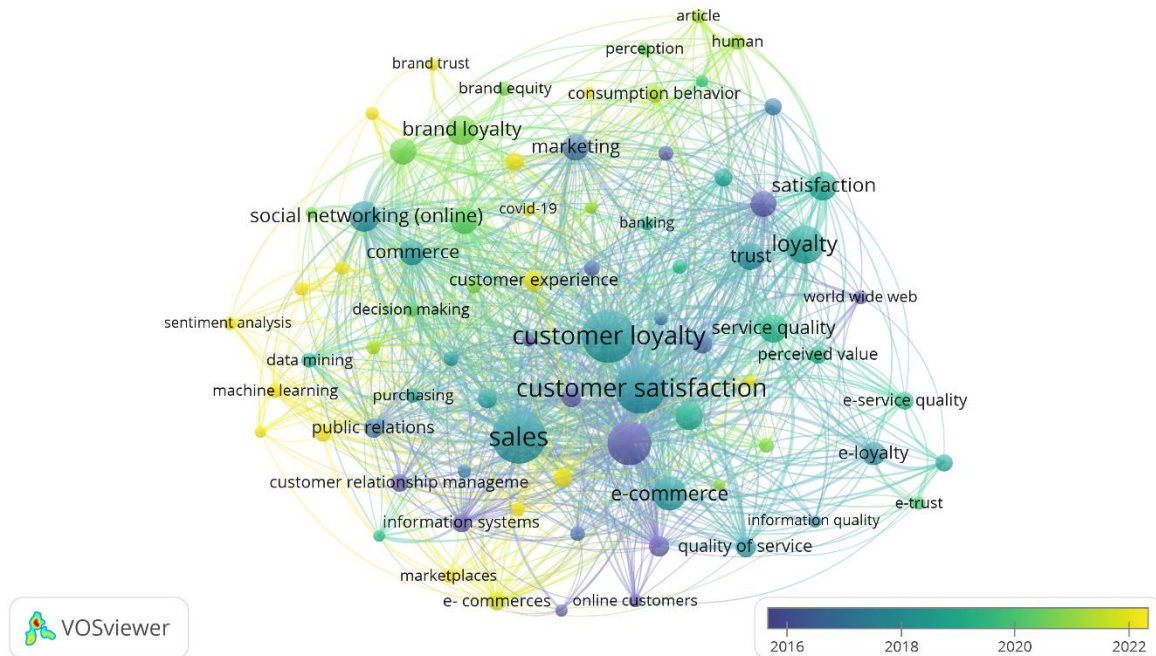 article
human
perception
brand trust
brand equity
consumption behavior
brand loyalty
marketing
satisfaction
social networking (online)
covid-19
banking
commerce
trust
loyalty
customer experience
world wide web
decision making
sentiment analysis
customer loyalty
service quality
data mining
perceived value
machine learning
purchasing
customer satisfaction
e-service quality
public relations
sales
e-loyalty
customer relationship manageme
e-commerce
e-trust
information systems
information quality
quality of service
marketplaces
e- commerces
online customers
VOSviewer
2016
2018
2020
2022